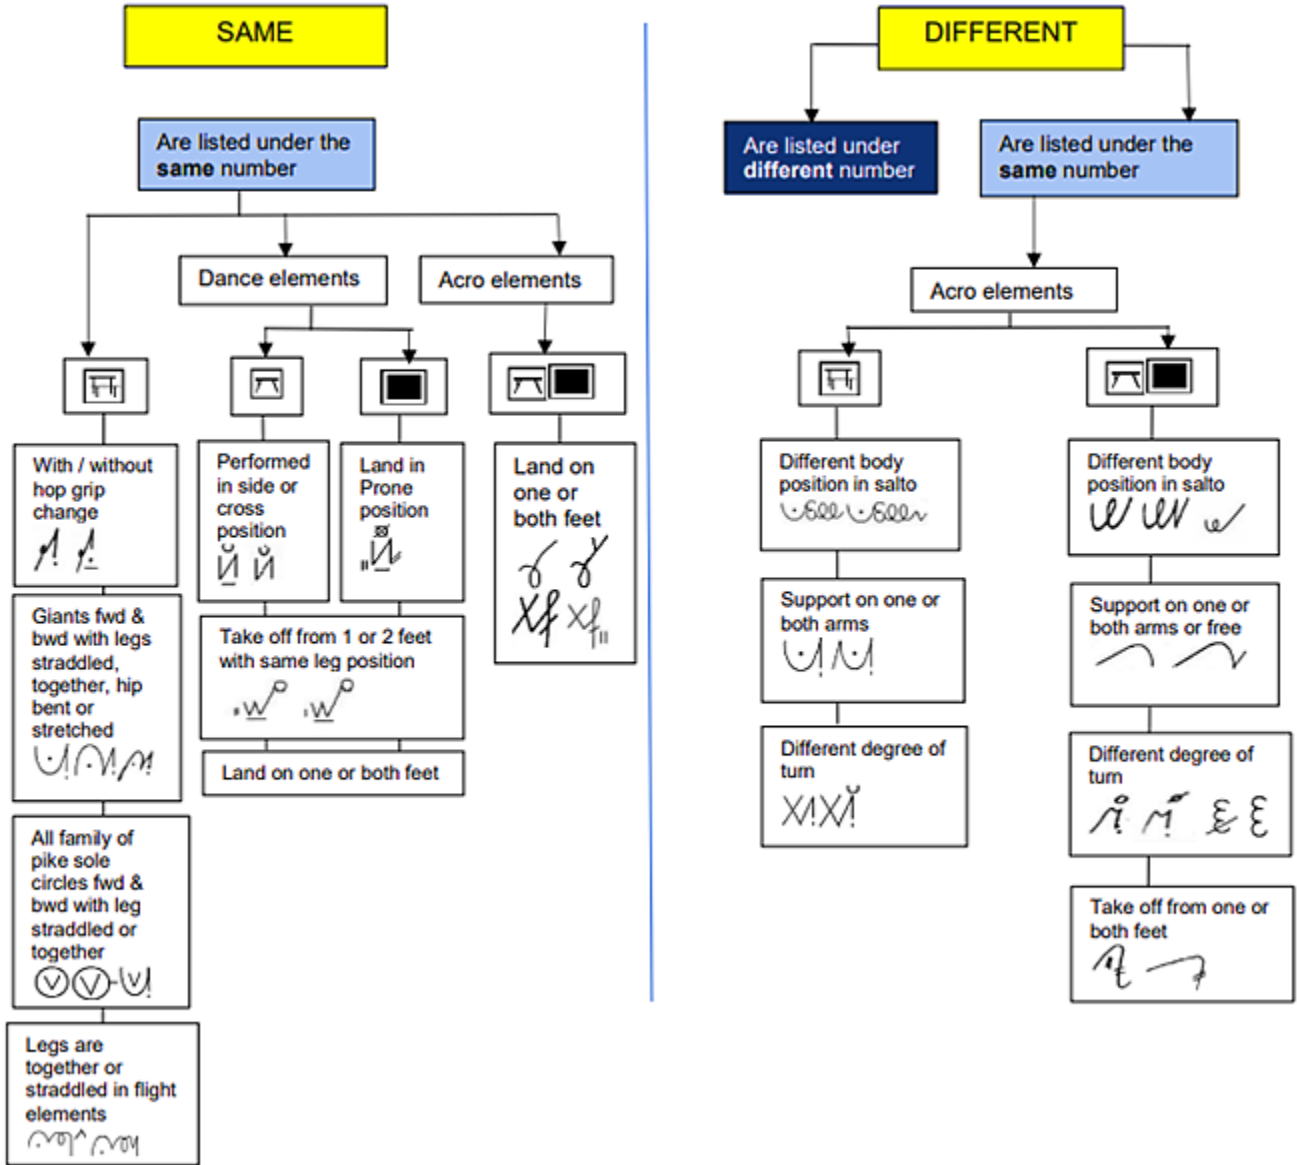 SAME
Are listed under the
same number
Dance elements
Acro elements
With / without
hop grip
change
Giants fwd &
bwd with legs
straddled,
together, hip
bent or
stretched
All family of
pike sole
circles fwd &
bwd with leg
straddled or
together
Legs are
together or
straddled in flight
elements
Performed
in side or
cross
position
Land in
Prone
position
Take off from 1 or 2 feet
with same leg position
Land on one or both feet
Land on
one or
both feet
DIFFERENT
Are listed under
different number
Are listed under the
same number
Acro elements
Different body
position in salto
Support on one or
both arms
Different degree of
turn
Different body
position in salto
Support on one or
both arms or free
Different degree of
turn
Take off from one or
both feet